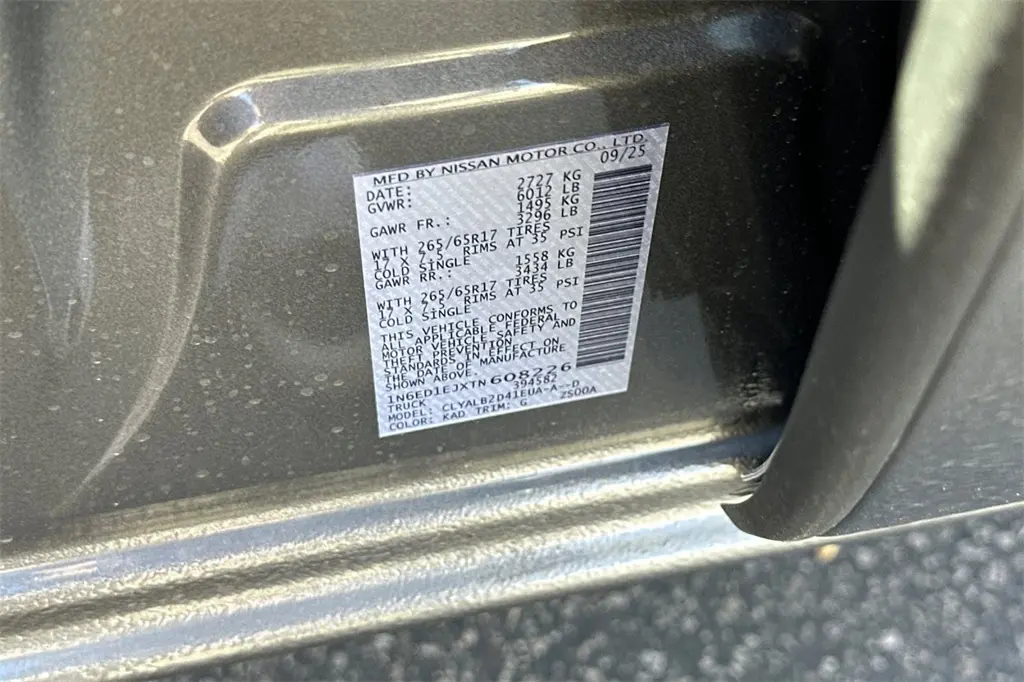 MFD BY NISSAN MOTOR CO., LTD.
DATE: 09/25
GVWR: 2727 KG
6012 LB
GAWR FR.: 1495 KG
3296 LB
WITH 265/65R17 TIRES
17 X 7.5 RIMS AT 35 PSI
COLD SINGLE
GAWR RR.: 1558 KG
3434 LB
WITH 265/65R17 TIRES
17 X 7.5 RIMS AT 35 PSI
COLD SINGLE
THIS VEHICLE CONFORMS TO
ALL APPLICABLE FEDERAL
MOTOR VEHICLE SAFETY AND
THEFT PREVENTION
STANDARDS IN EFFECT ON
THE DATE OF MANUFACTURE
SHOWN ABOVE.
1N6ED1EJXTN608226
TRUCK 394582
MODEL: CLYALB2D41EUA-A--D
COLOR: KAD TRIM: G ZS00A